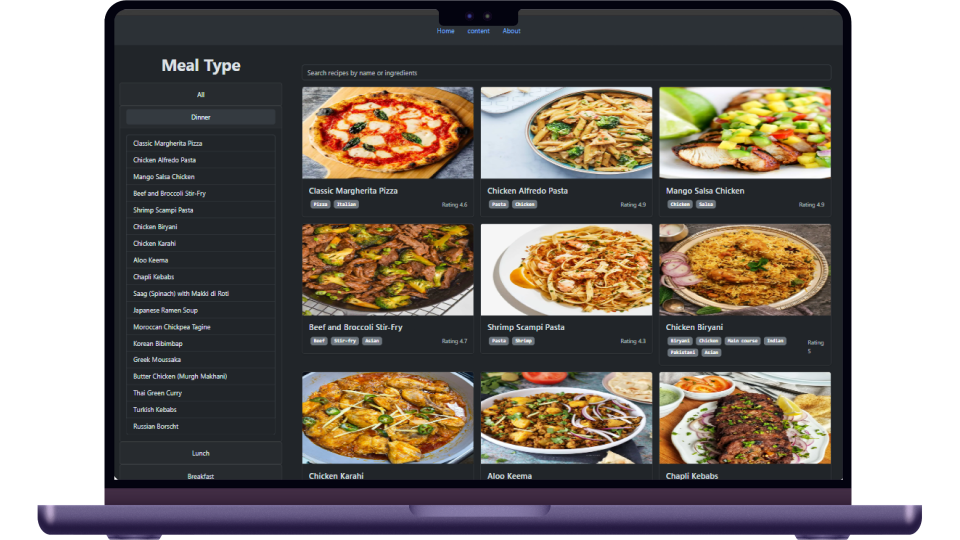 Home content About
Meal Type
All
Dinner
Classic Margherita Pizza
Chicken Alfredo Pasta
Mango Salsa Chicken
Beef and Broccoli Stir-Fry
Shrimp Scampi Pasta
Chicken Biryani
Chicken Karahi
Aloo Keema
Chapli Kebabs
Saag (Spinach) with Makki di Roti
Japanese Ramen Soup
Moroccan Chickpea Tagine
Korean Bibimbap
Greek Moussaka
Butter Chicken (Murgh Makhani)
Thai Green Curry
Turkish Kebabs
Russian Borscht
Lunch
Breakfast
Search recipes by name or ingredients
Classic Margherita Pizza
Pizza Italian Rating 4.6
Chicken Alfredo Pasta
Pasta Chicken Rating 4.9
Mango Salsa Chicken
Chicken Salsa Rating 4.9
Beef and Broccoli Stir-Fry
Beef Stir-Fry Asian Rating 4.7
Shrimp Scampi Pasta
Pasta Shrimp Rating 4.3
Chicken Biryani
Biryani Chicken Main course Indian Rating
Pakistani Asian 5
Chicken Karahi
Aloo Keema
Chapli Kebabs